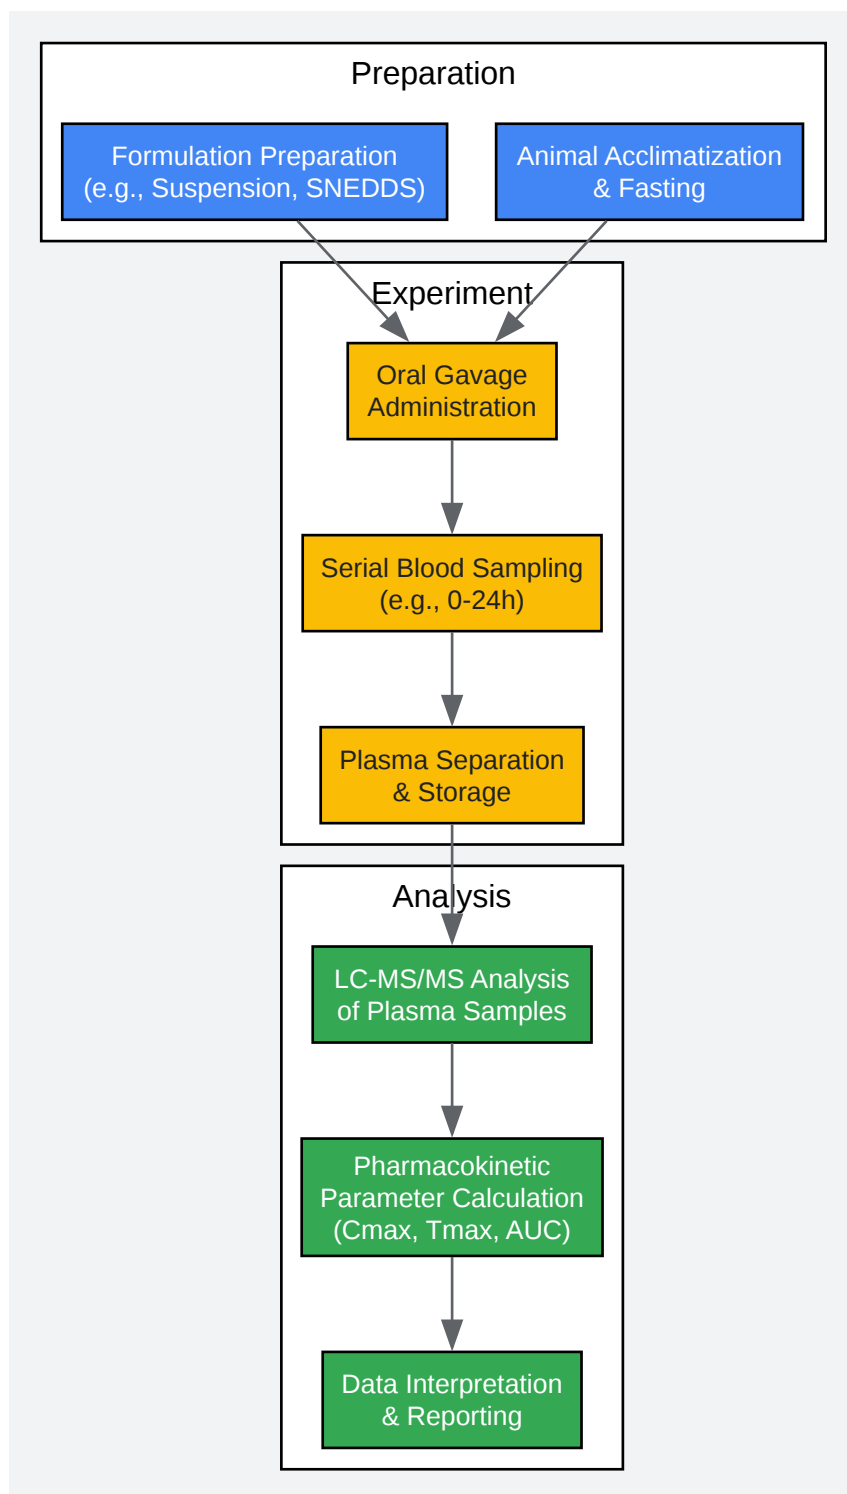 Preparation
Formulation Preparation
(e.g., Suspension, SNEDDS)
Animal Acclimatization
& Fasting
Experiment
Oral Gavage
Administration
Serial Blood Sampling
(e.g., 0-24h)
Plasma Separation
& Storage
Analysis
LC-MS/MS Analysis
of Plasma Samples
Pharmacokinetic
Parameter Calculation
(Cmax, Tmax, AUC)
Data Interpretation
& Reporting